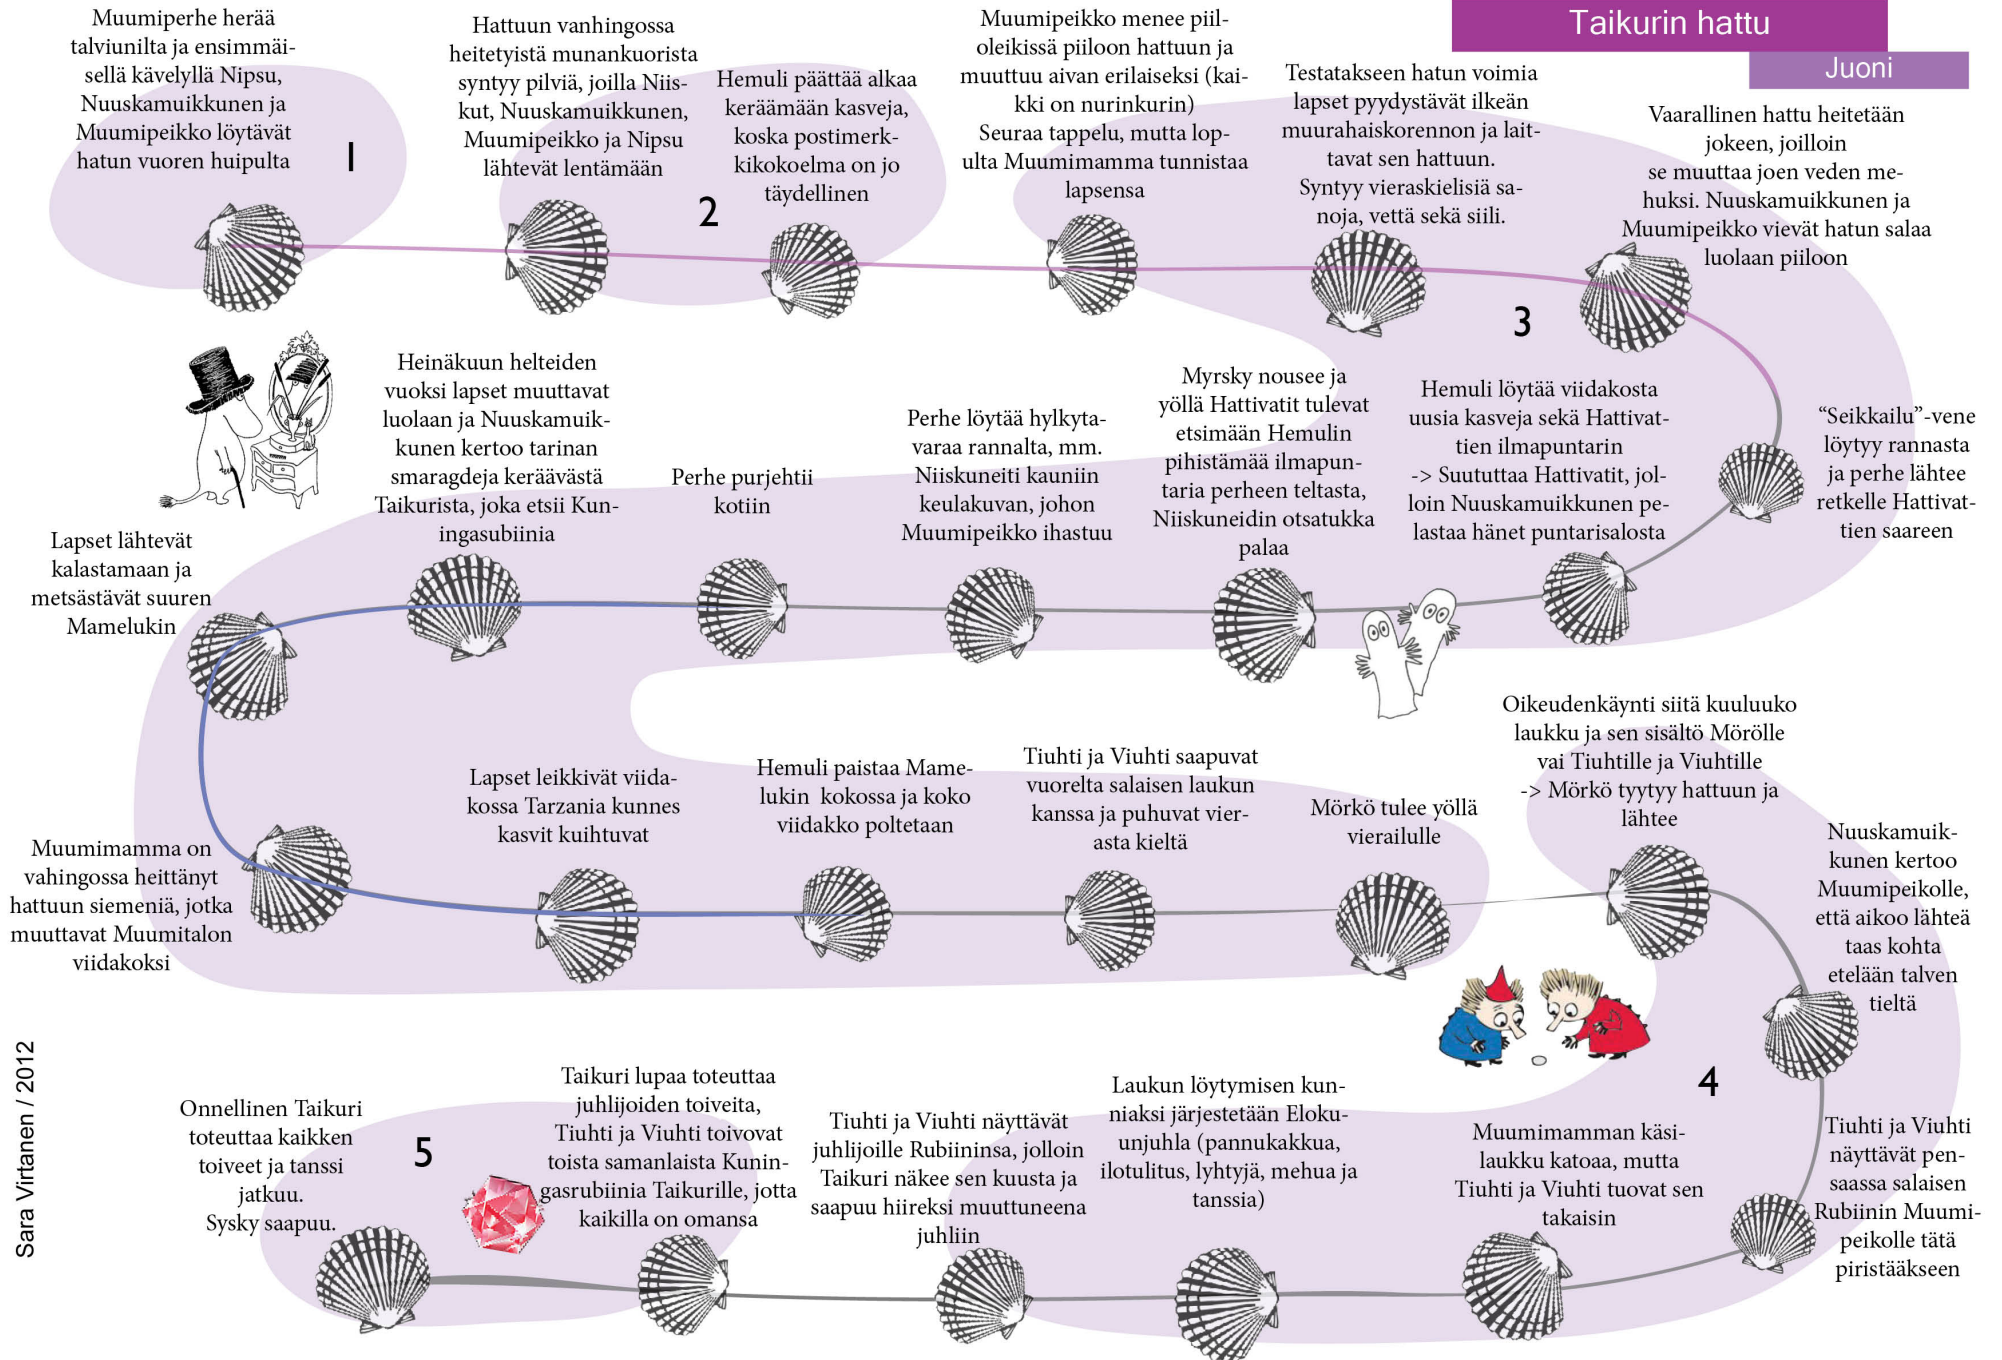 Taikurin hattu
Juoni
Muumiperhe herää
talviunilta ja ensimmäi-
sellä kävelyllä Nipsu,
Nuuskamuikkunen ja
Muumipeikko löytävät
hatun vuoren huipulta
1
Hattuun vanhingossa
heitetyistä munankuorista
syntyy pilviä, joilla Niis-
kut, Nuuskamuikkunen,
Muumipeikko ja Nipsu
lähtevät lentämään
2
Hemuli päättää alkaa
keräämään kasveja,
koska postimerk-
kikokoelma on jo
täydellinen
Muumipeikko menee piil-
oleikissä piiloon hattuun ja
muuttuu aivan erilaiseksi (kai-
kki on nurinkurin)
Seuraa tappelu, mutta lop-
ulta Muumimamma tunnistaa
lapsensa
Testatakseen hatun voimia
lapset pyydystävät ilkeän
muurahaiskorennon ja lait-
tavat sen hattuun.
Syntyy vieraskielisiä sa-
noja, vettä sekä siili.
3
Vaarallinen hattu heitetään
jokeen, joilloin
se muuttaa joen veden me-
huksi. Nuuskamuikkunen ja
Muumipeikko vievät hatun salaa
luolaan piiloon
"Seikkailu"-vene
löytyy rannasta
ja perhe lähtee
retkelle Hattivat-
tien saareen
Hemuli löytää viidakosta
uusia kasveja sekä Hattivat-
tien ilmapuntarin
-> Suututtaa Hattivatit, jol-
loin Nuuskamuikkunen pe-
lastaa hänet puntarisalosta
Myrsky nousee ja
yöllä Hattivatit tulevat
etsimään Hemulin
pihistämää ilmapun-
taria perheen teltasta,
Niiskuneidin otsatukka
palaa
Perhe löytää hylkyta-
varaa rannalta, mm.
Niiskuneiti kauniin
keulakuvan, johon
Muumipeikko ihastuu
Perhe purjehtii
kotiin
Heinäkuun helteiden
vuoksi lapset muuttavat
luolaan ja Nuuskamuik-
kunen kertoo tarinan
smaragdeja keräävästä
Taikurista, joka etsii Kun-
ingasubiinia
Lapset lähtevät
kalastamaan ja
metsästävät suuren
Mamelukin
Muumimamma on
vahingossa heittänyt
hattuun siemeniä, jotka
muuttavat Muumitalon
viidakoksi
Lapset leikkivät viida-
kossa Tarzania kunnes
kasvit kuihtuvat
Hemuli paistaa Mame-
lukin kokossa ja koko
viidakko poltetaan
Tiuhti ja Viuhti saapuvat
vuorelta salaisen laukun
kanssa ja puhuvat vier-
asta kieltä
Mörkö tulee yöllä
vierailulle
Oikeudenkäynti siitä kuuluuko
laukku ja sen sisältö Mörölle
vai Tiuhtille ja Viuhtille
-> Mörkö tyytyy hattuun ja
lähtee
Nuuskamuik-
kunen kertoo
Muumipeikolle,
että aikoo lähteä
taas kohta
etelään talven
tieltä
4
Tiuhti ja Viuhti
näyttävät pen-
saassa salaisen
Rubiinin Muumi-
peikolle tätä
piristääkseen
Muumimamman käsi-
laukku katoaa, mutta
Tiuhti ja Viuhti tuovat sen
takaisin
Laukun löytymisen kun-
niaksi järjestetään Eloku-
unjuhla (pannukakkua,
ilotulitus, lyhtyjä, mehua ja
tanssia)
Tiuhti ja Viuhti näyttävät
juhlijoille Rubiininsa, jolloin
Taikuri näkee sen kuusta ja
saapuu hiireksi muuttuneena
juhliin
Taikuri lupaa toteuttaa
juhlijoiden toiveita,
Tiuhti ja Viuhti toivovat
toista samanlaista Kunin-
gasrubiinia Taikurille, jotta
kaikilla on omansa
5
Onnellinen Taikuri
toteuttaa kaikken
toiveet ja tanssi
jatkuu.
Sysky saapuu.
Sara Virtanen / 2012